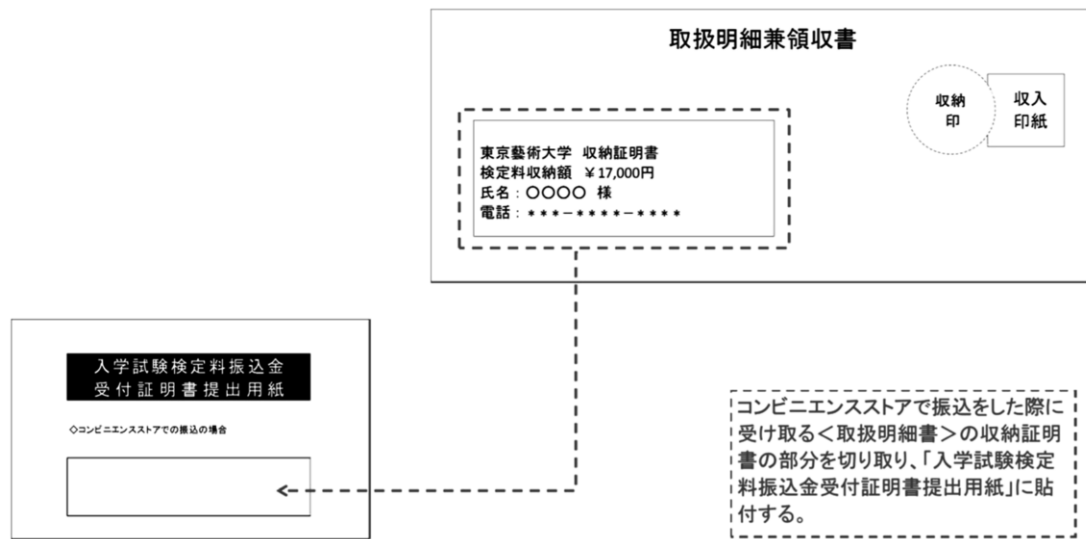 取扱明細兼領収書
収納
印
収入
印紙
東京藝術大学 収納証明書
検定料収納額 ¥17,000円
氏名：〇〇〇〇 様
電話：***-****-****
入学試験検定料振込金
受付証明書提出用紙
◇コンビニエンスストアでの振込の場合
コンビニエンスストアで振込をした際に
受け取る＜取扱明細書＞の収納証明
書の部分を切り取り、「入学試験検定
料振込金受付証明書提出用紙」に貼
付する。